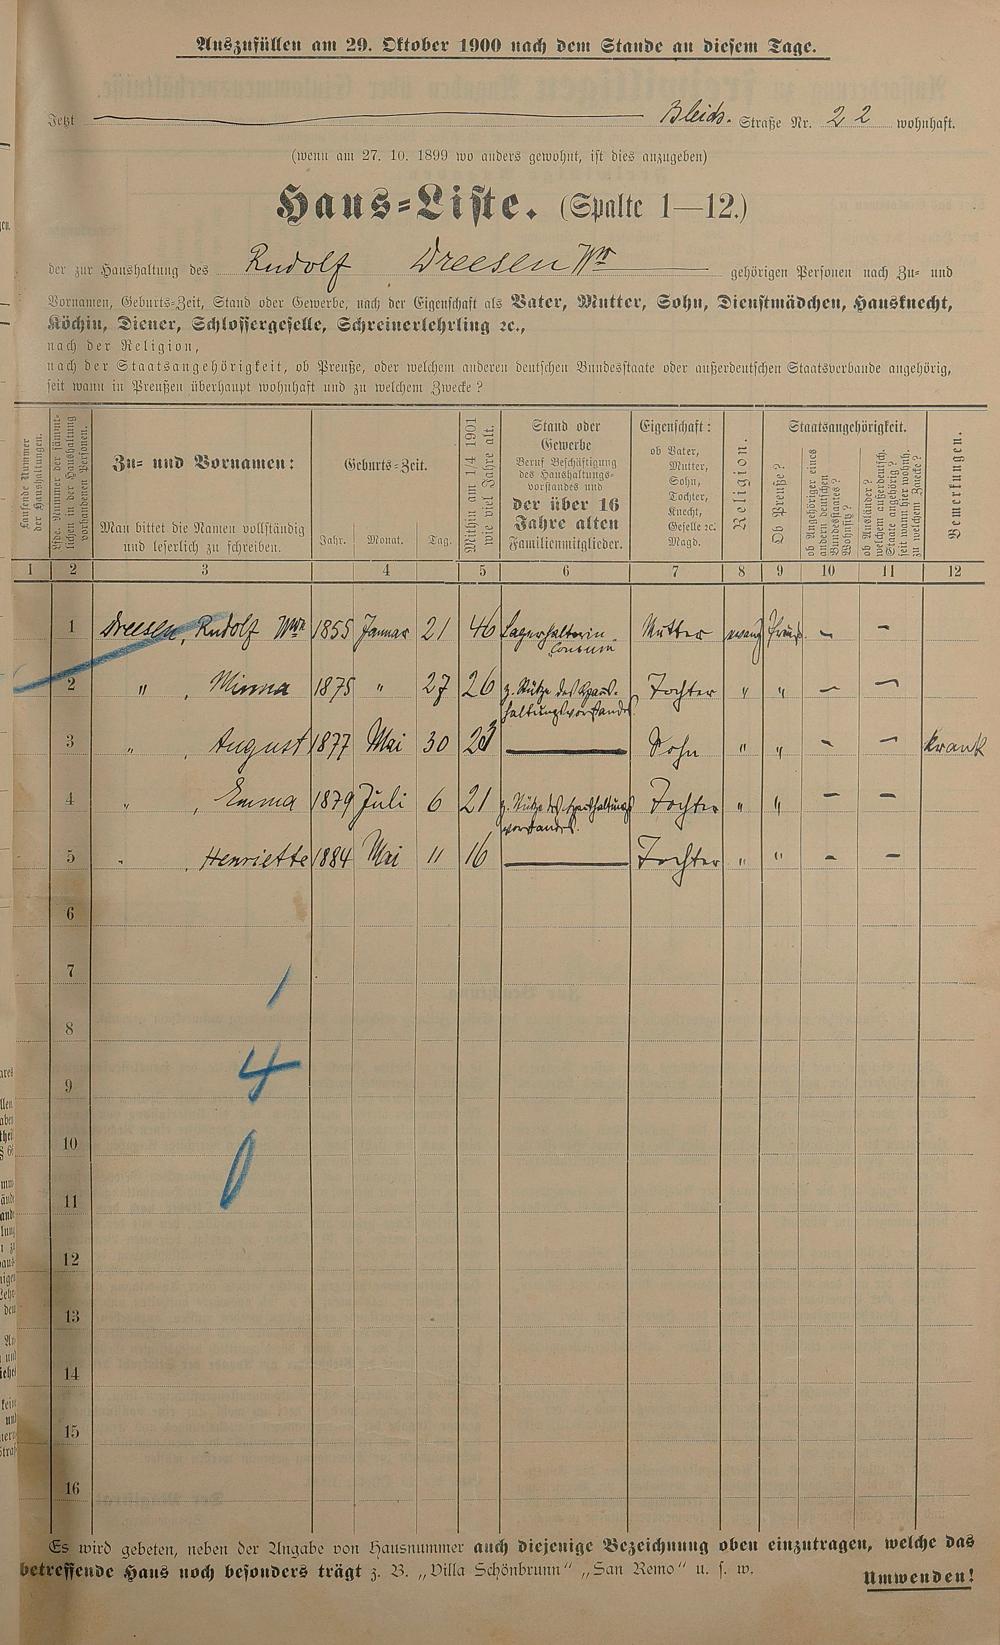 Auszufüllen am 29. Oktober 1900 nach dem Stande an diesem Tage.
Jetzt Bleich. Straße Nr. 22 wohnhaft.
(wenn am 27. 10. 1899 wo anders gewohnt, ist dies anzugeben)
Haus-Liste. (Spalte 1—12.)
der zur Haushaltung des Rudolf Dreesen Wwe gehörigen Personen nach Zu- und
Vornamen, Geburts-Zeit, Stand oder Gewerbe, nach der Eigenschaft als Vater, Mutter, Sohn, Dienstmädchen, Hausknecht,
Köchin, Diener, Schlossergeselle, Schreinerlehrling ꝛc.,
nach der Religion,
nach der Staatsangehörigkeit, ob Preuße, oder welchem anderen deutschen Bundesstaate oder außerdeutschen Staatsverbande angehörig,
seit wann in Preußen überhaupt wohnhaft und zu welchem Zwecke?
Laufende Nummer der Haushaltungen.
Lfde. Nummer der sämmtlichen in der Haushaltung vorhandenen Personen.
Zu- und Vornamen:
Man bittet die Namen vollständig
und leserlich zu schreiben.
Geburts-Zeit.
Jahr. Monat. Tag.
Mithin am 1/4 1901
wie viel Jahre alt.
Stand oder
Gewerbe
Beruf Beschäftigung
des Haushaltungs-
vorstandes und
der über 16
Jahre alten
Familienmitglieder.
Eigenschaft:
ob Vater,
Mutter,
Sohn,
Tochter,
Knecht,
Geselle ꝛc.
Magd.
Religion.
Staatsangehörigkeit.
Ob Preuße?
ob Angehöriger eines
andern deutschen
Bundesstaates?
Wohnsitz?
ob Ausländer?
welchem außerdeutsch.
Staate angehörig?
seit wann hier wohnh.
zu welchem Zwecke?
Bemerkungen.
1 2 3 4 5 6 7 8 9 10 11 12
1 Dreesen, Rudolf Wwe 1855 Januar 21 46 Lagerhalterin Consum Mutter evang preuß. — —
2 " , Minna 1875 " 27 26 z. Stütze des Haus-
haltungsvorstandes Tochter " " — —
3 " , August 1877 Mai 30 23 — Sohn " " — — krank
4 " , Emma 1879 Juli 6 21 z. Stütze des Haushaltungs
vorstandes. Tochter " " — —
5 " , Henriette 1884 Mai 11 16 — Tochter " " — —
6
7
1
8
4
9
10
0
11
12
13
14
15
16
Es wird gebeten, neben der Angabe von Hausnummer auch diejenige Bezeichnung oben einzutragen, welche das
betreffende Haus noch besonders trägt z. B. „Villa Schönbrunn" „San Remo" u. s. w.
Umwenden!